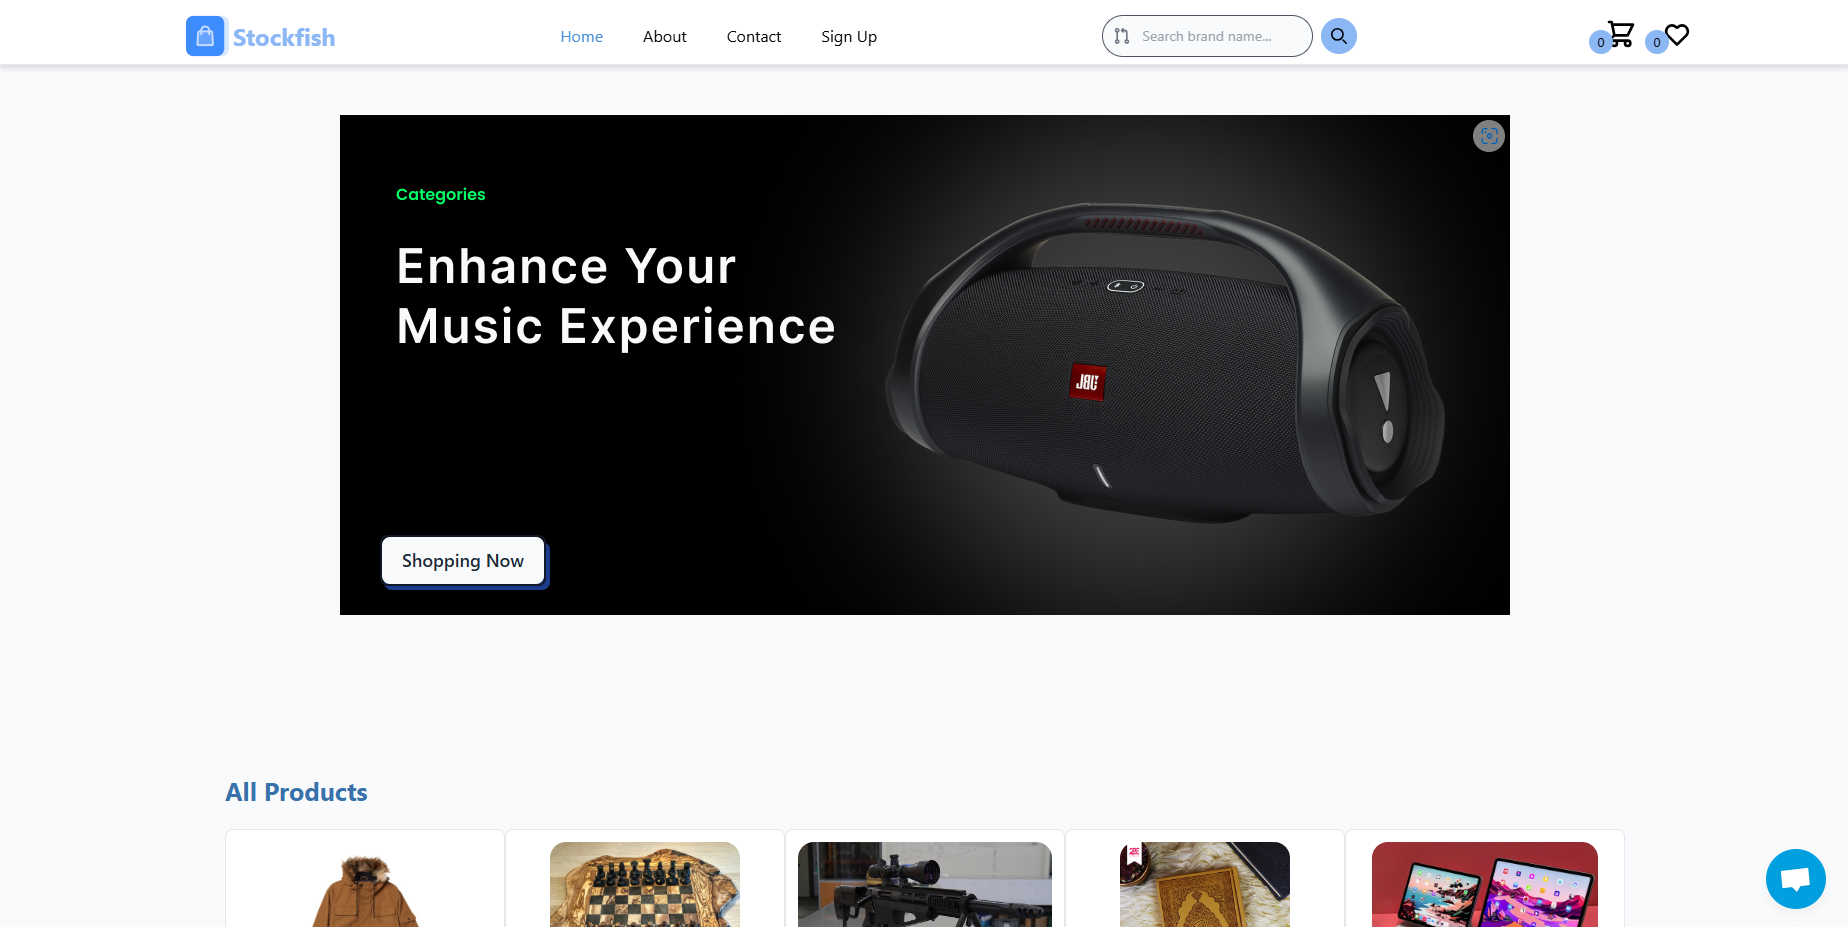 Stockfish
Home
About
Contact
Sign Up
Search brand name...
0
0
Categories
Enhance Your
Music Experience
JBL
Shopping Now
All Products